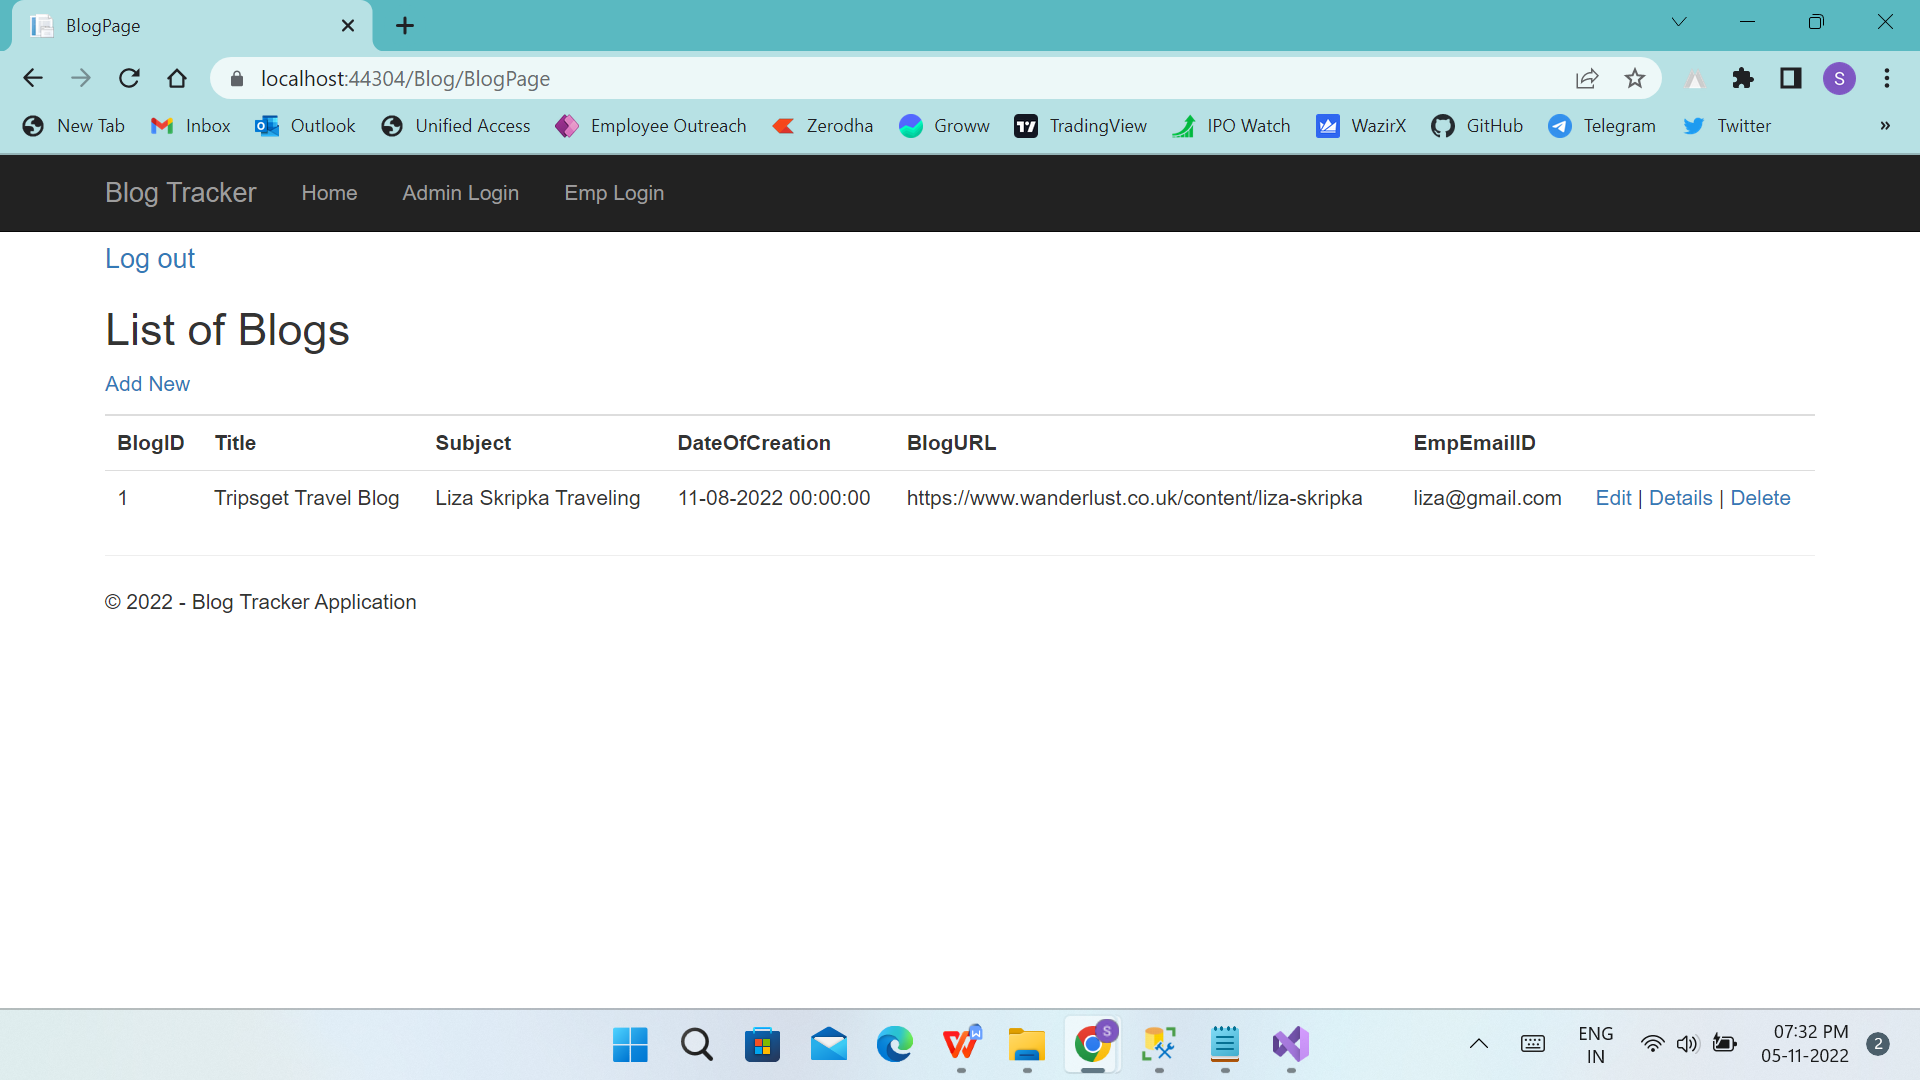 BlogPage
localhost:44304/Blog/BlogPage
S
New Tab Inbox Outlook Unified Access Employee Outreach Zerodha Groww TradingView IPO Watch WazirX GitHub Telegram Twitter »
Blog Tracker Home Admin Login Emp Login
Log out
List of Blogs
Add New
BlogID Title Subject DateOfCreation BlogURL EmpEmailID
1 Tripsget Travel Blog Liza Skripka Traveling 11-08-2022 00:00:00 https://www.wanderlust.co.uk/content/liza-skripka liza@gmail.com Edit | Details | Delete
© 2022 - Blog Tracker Application
S
ENG
IN
07:32 PM
05-11-2022
2